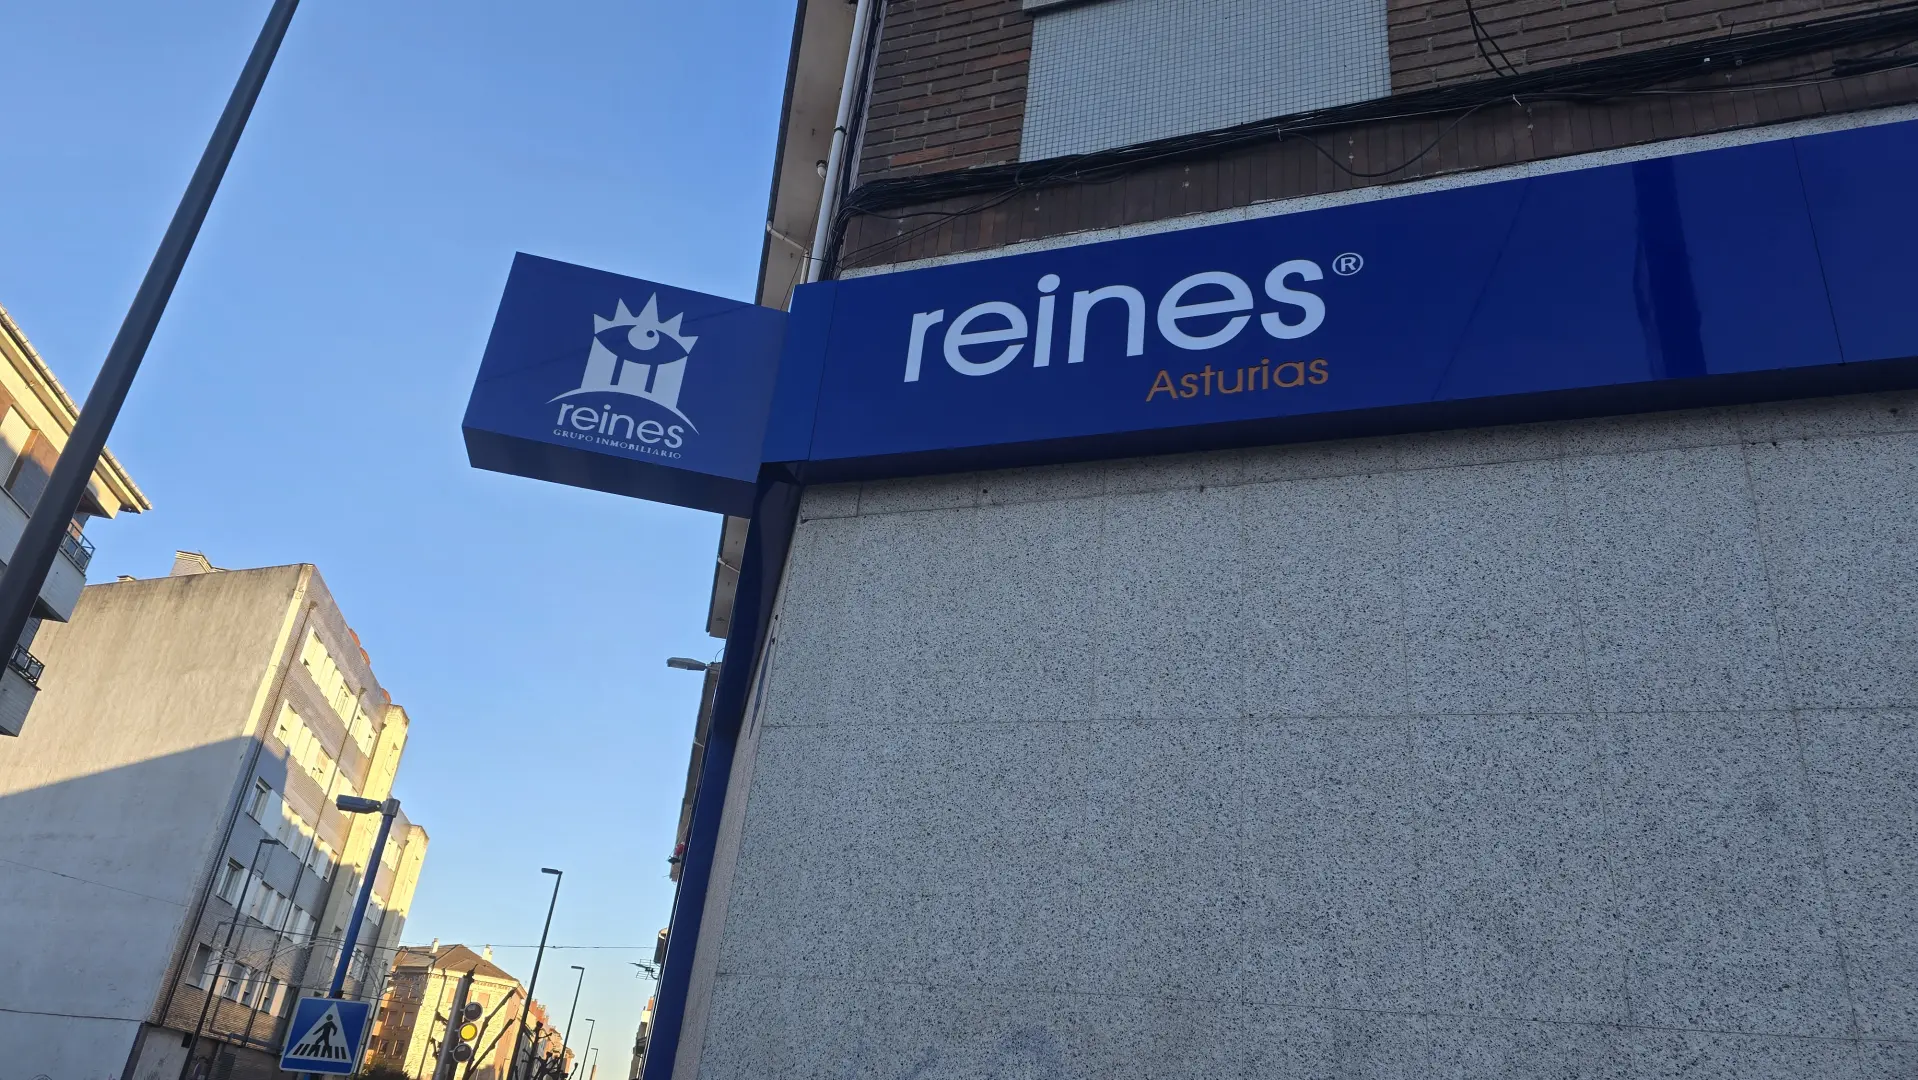 reines
GRUPO INMOBILIARIO
reines®
Asturias